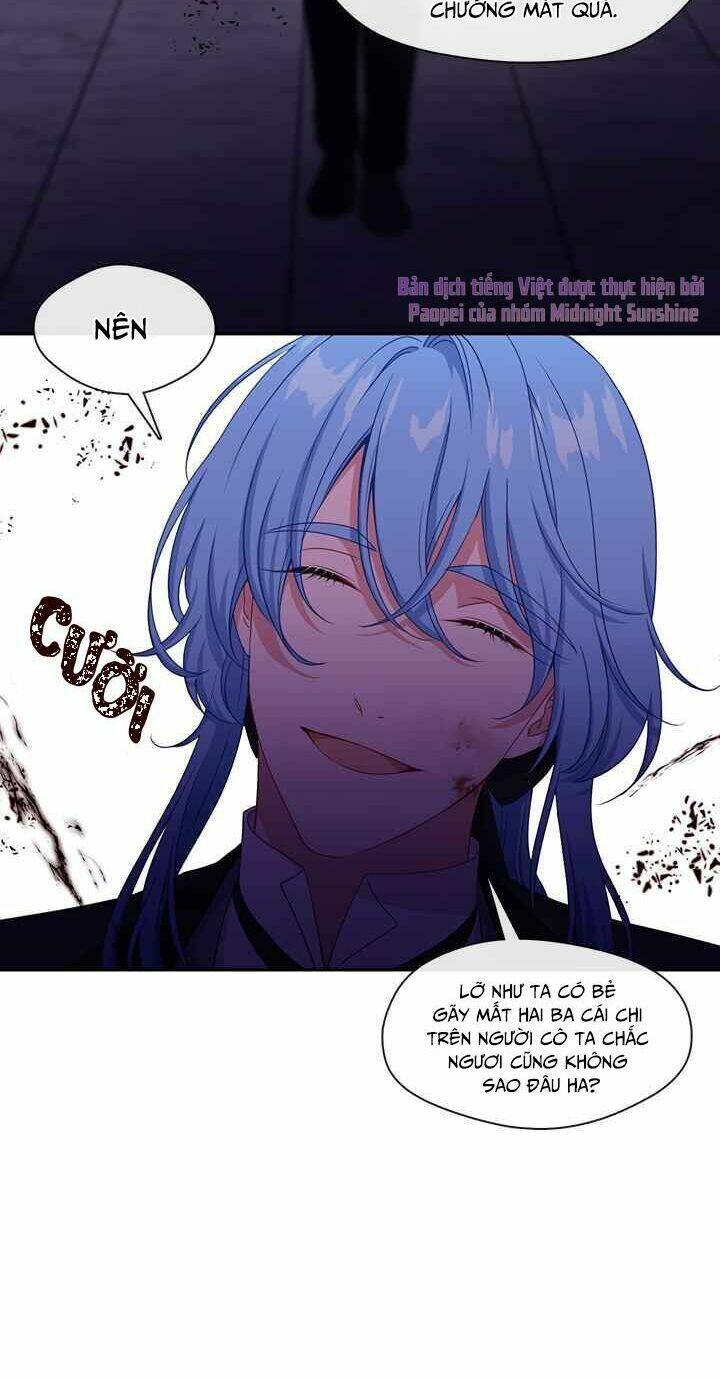 CHƯỚNG MẮT QUÁ.
Bản dịch tiếng Việt được thực hiện bởi
Paopei của nhóm Midnight Sunshine
NÊN
CƯỜI
LỠ NHƯ TA CÓ BẺ
GÃY MẤT HAI BA CÁI CHI
TRÊN NGƯỜI CÔ TA CHẮC
NGƯƠI CŨNG KHÔNG
SAO ĐÂU HA?